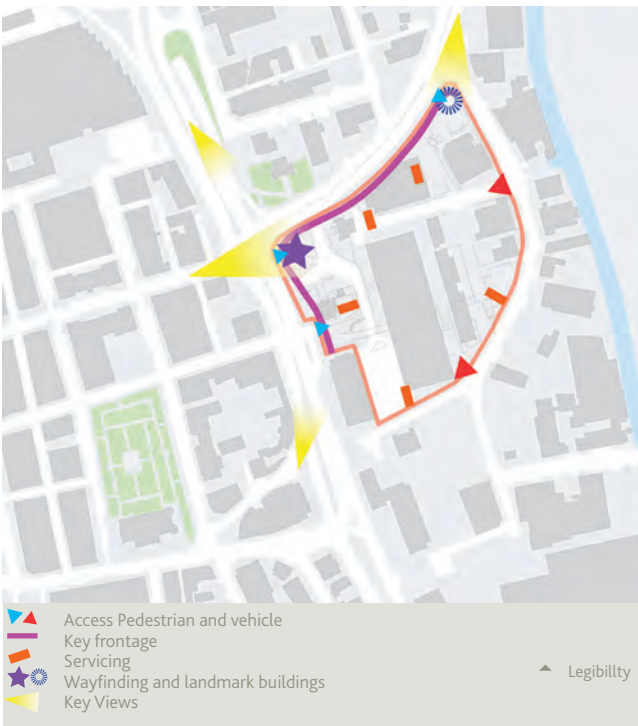 Access Pedestrian and vehicle
Key frontage
Servicing
Wayfinding and landmark buildings
Key Views
Legibillty